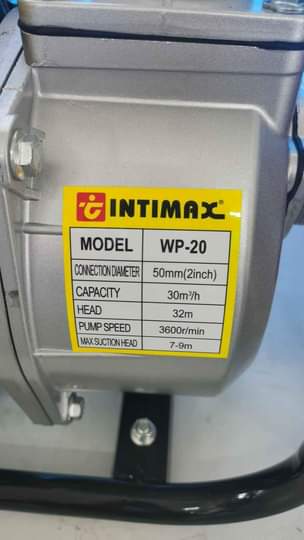 INTIMAX
MODEL WP-20
CONNECTION DIAMETER 50mm(2inch)
CAPACITY 30m³/h
HEAD 32m
PUMP SPEED 3600r/min
MAX SUCTION HEAD 7-9m